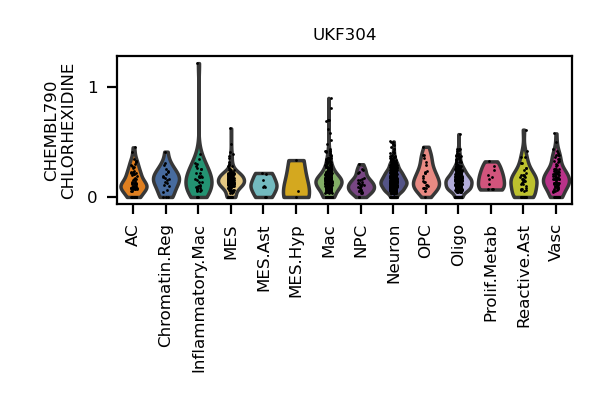 UKF304
CHEMBL790
CHLORHEXIDINE
1
0
AC
Chromatin.Reg
Inflammatory.Mac
MES
MES.Ast
MES.Hyp
Mac
NPC
Neuron
OPC
Oligo
Prolif.Metab
Reactive.Ast
Vasc